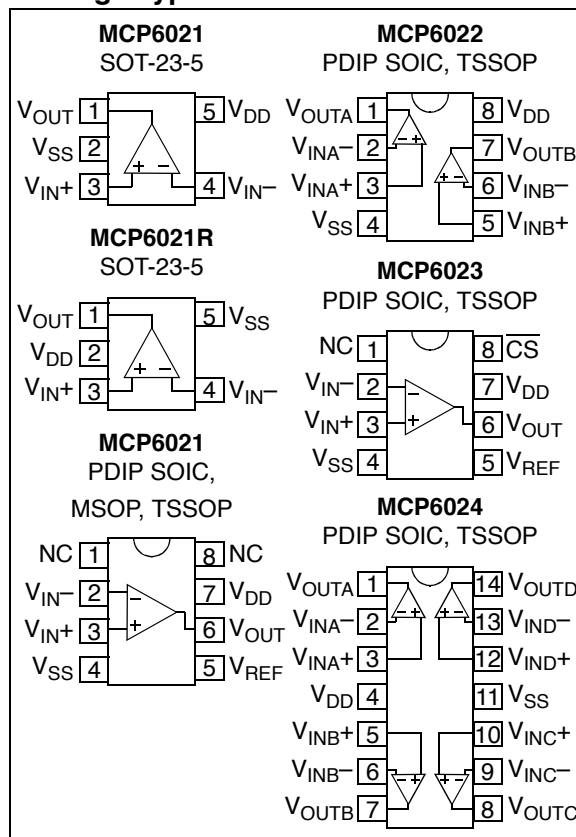 MCP6021
SOT-23-5
VOUT 1
5 VDD
VSS 2
VIN+ 3
4 VIN–
+ –
MCP6021R
SOT-23-5
VOUT 1
5 VSS
VDD 2
VIN+ 3
4 VIN–
+ –
MCP6021
PDIP SOIC,
MSOP, TSSOP
NC 1
8 NC
VIN– 2
7 VDD
VIN+ 3
6 VOUT
VSS 4
5 VREF
–
+
MCP6022
PDIP SOIC, TSSOP
VOUTA 1
8 VDD
VINA– 2
7 VOUTB
VINA+ 3
6 VINB–
VSS 4
5 VINB+
– +
+ –
MCP6023
PDIP SOIC, TSSOP
NC 1
8 CS
VIN– 2
7 VDD
VIN+ 3
6 VOUT
VSS 4
5 VREF
–
+
MCP6024
PDIP SOIC, TSSOP
VOUTA 1
14 VOUTD
VINA– 2
13 VIND–
VINA+ 3
12 VIND+
VDD 4
11 VSS
VINB+ 5
10 VINC+
VINB– 6
9 VINC–
VOUTB 7
8 VOUTC
– +
+ –
– +
+ –